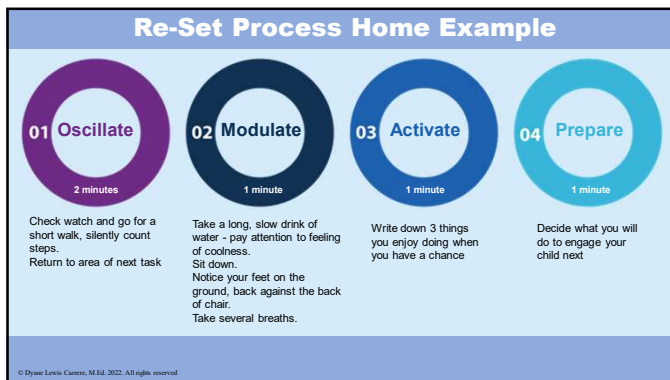 Re-Set Process Home Example
01 Oscillate
2 minutes
Check watch and go for a
short walk, silently count
steps.
Return to area of next task
02 Modulate
1 minute
Take a long, slow drink of
water - pay attention to feeling
of coolness.
Sit down.
Notice your feet on the
ground, back against the back
of chair.
Take several breaths.
03 Activate
1 minute
Write down 3 things
you enjoy doing when
you have a chance
04 Prepare
1 minute
Decide what you will
do to engage your
child next
© Dyane Lewis Carrere, M.Ed. 2022. All rights reserved